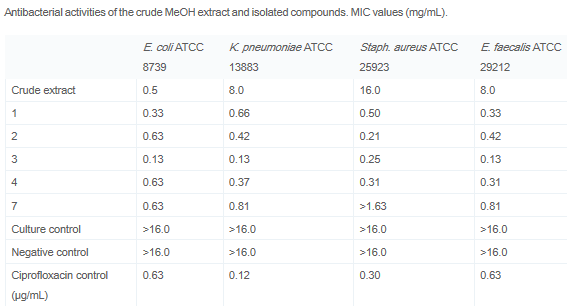 Antibacterial activities of the crude MeOH extract and isolated compounds. MIC values (mg/mL).
E. coli ATCC 8739 K. pneumoniae ATCC 13883 Staph. aureus ATCC 25923 E. faecalis ATCC 29212
Crude extract 0.5 8.0 16.0 8.0
1 0.33 0.66 0.50 0.33
2 0.63 0.42 0.21 0.42
3 0.13 0.13 0.25 0.13
4 0.63 0.37 0.31 0.31
7 0.63 0.81 >1.63 0.81
Culture control >16.0 >16.0 >16.0 >16.0
Negative control >16.0 >16.0 >16.0 >16.0
Ciprofloxacin control (μg/mL) 0.63 0.12 0.30 0.63